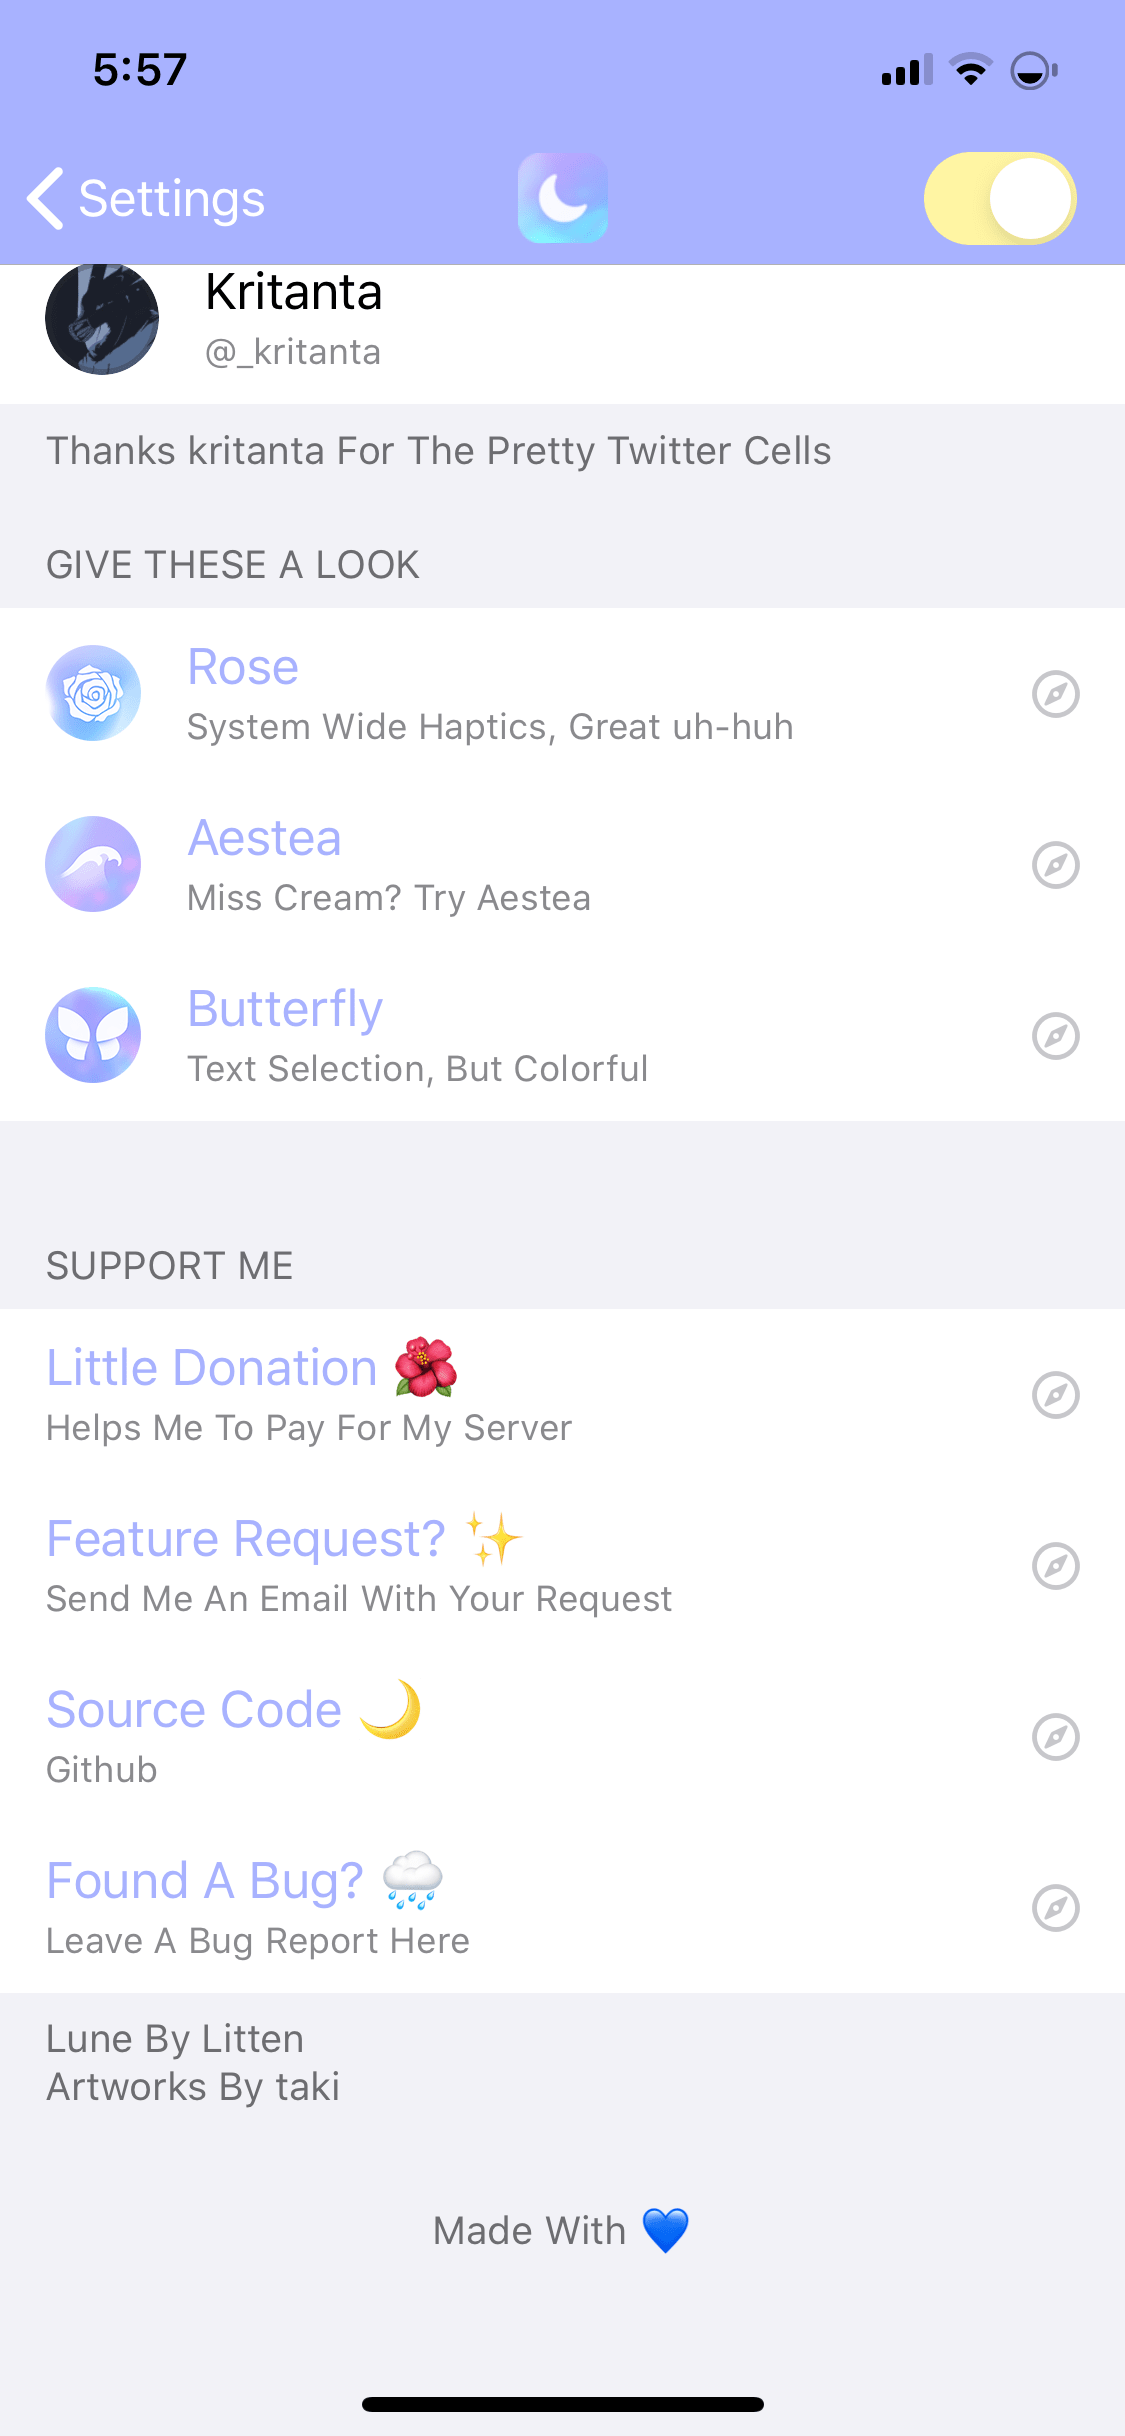 5:57
Settings
Kritanta
@_kritanta
Thanks kritanta For The Pretty Twitter Cells
GIVE THESE A LOOK
Rose
System Wide Haptics, Great uh-huh
Aestea
Miss Cream? Try Aestea
Butterfly
Text Selection, But Colorful
SUPPORT ME
Little Donation 🌺
Helps Me To Pay For My Server
Feature Request? ✨
Send Me An Email With Your Request
Source Code 🌙
Github
Found A Bug? 🌧
Leave A Bug Report Here
Lune By Litten
Artworks By taki
Made With 💙